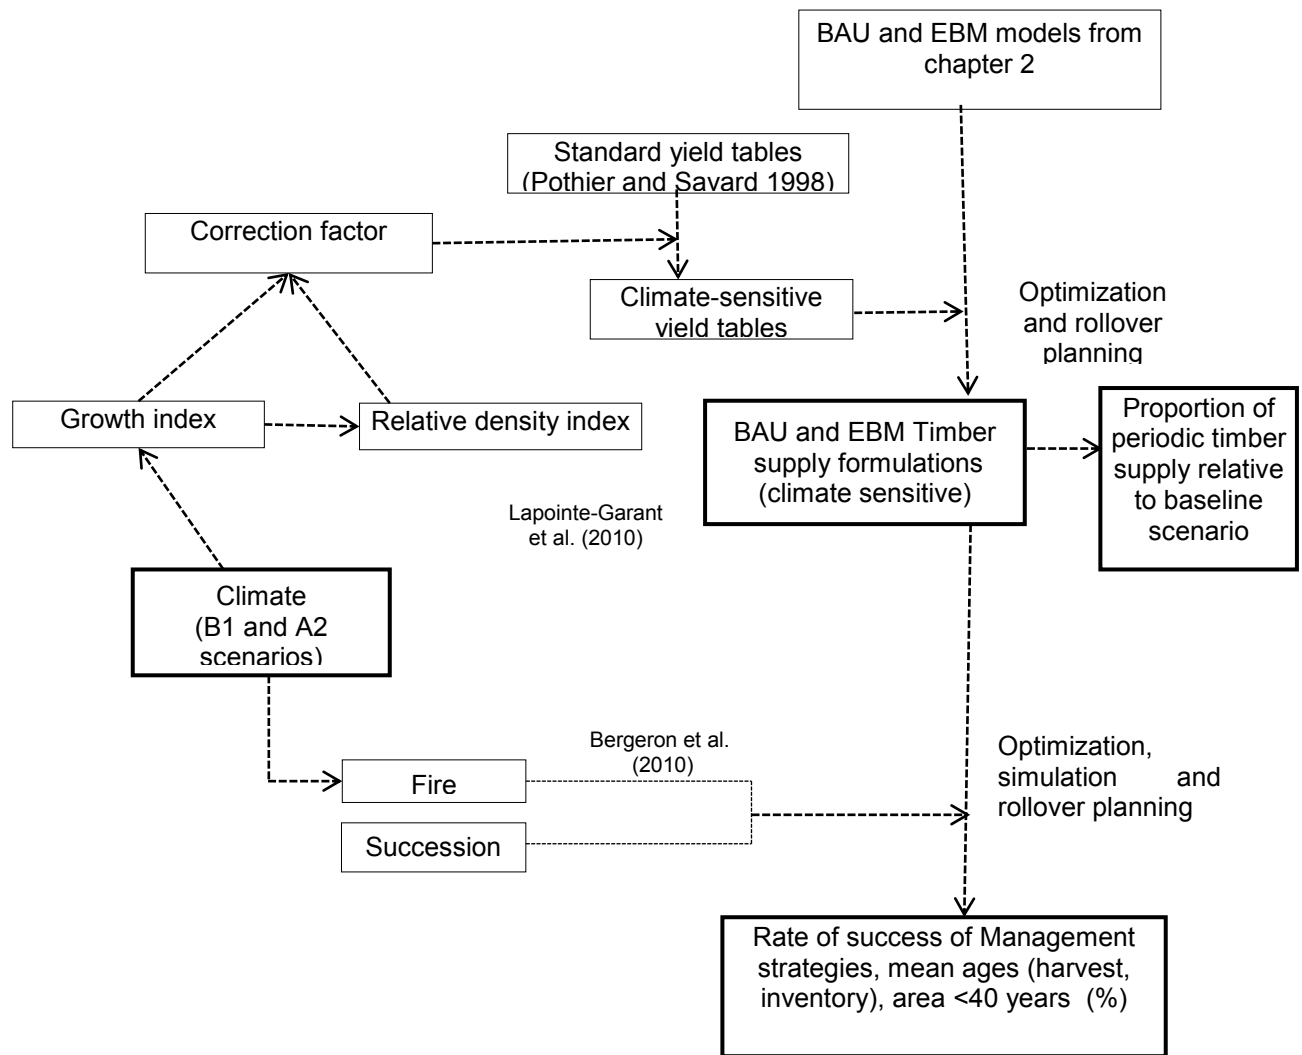 BAU and EBM models from
chapter 2
Standard yield tables
(Pothier and Savard 1998)
Correction factor
Climate-sensitive
yield tables
Optimization
and rollover
planning
Growth index
Relative density index
BAU and EBM Timber
supply formulations
(climate sensitive)
Proportion of
periodic timber
supply relative
to baseline
scenario
Lapointe-Garant
et al. (2010)
Climate
(B1 and A2
scenarios)
Bergeron et al.
(2010)
Fire
Succession
Optimization,
simulation and
rollover planning
Rate of success of Management
strategies, mean ages (harvest,
inventory), area <40 years (%)